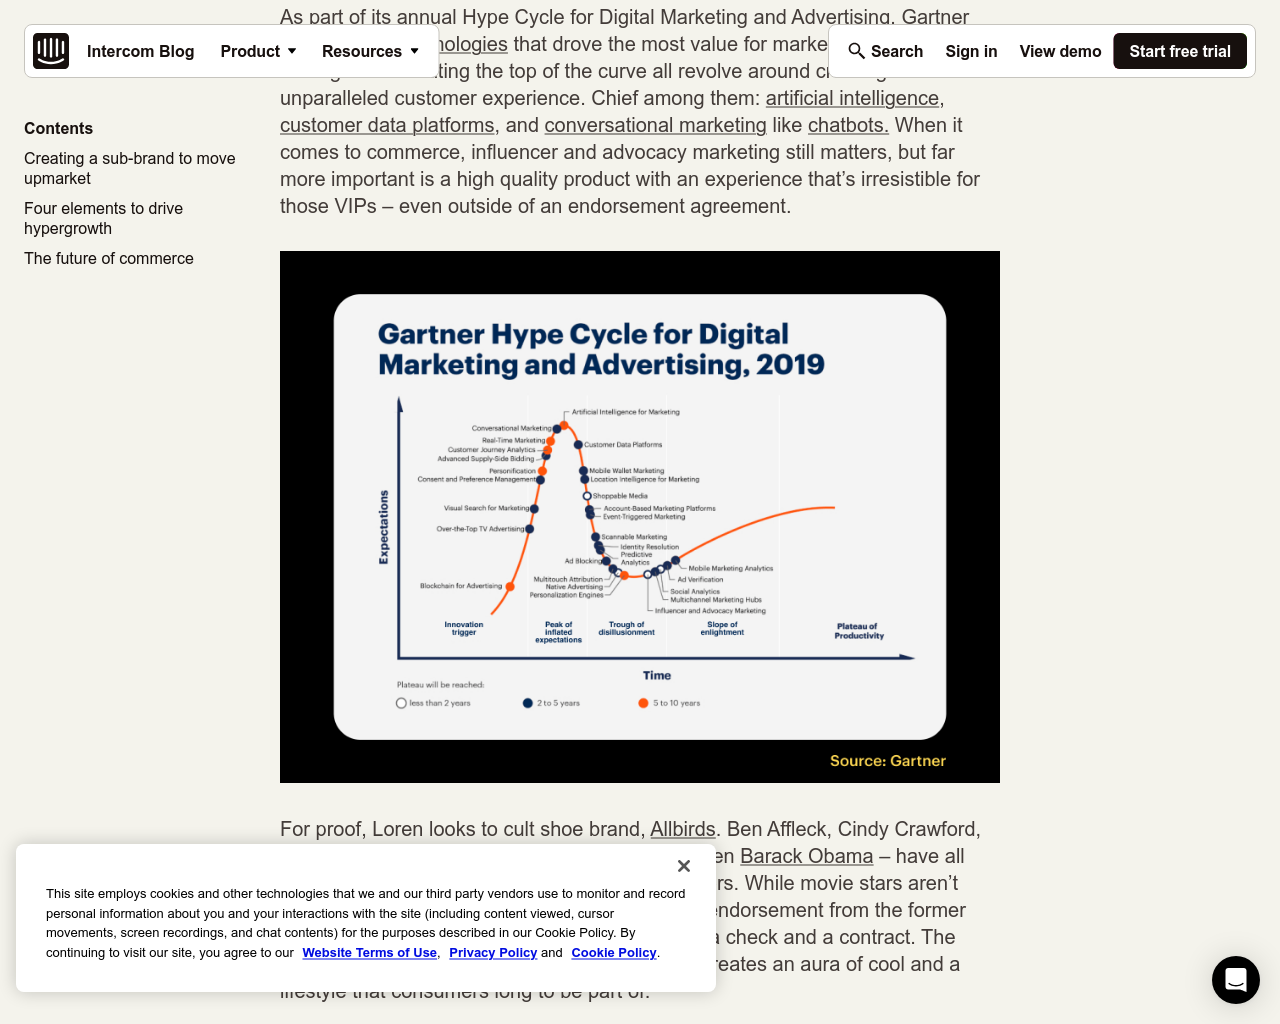 As part of its annual Hype Cycle for Digital Marketing and Advertising, Gartner
Intercom Blog Product Resources
Search Sign in View demo Start free trial
that drove the most value for
the top of the curve all revolve around
unparalleled customer experience. Chief among them: artificial intelligence,
customer data platforms, and conversational marketing like chatbots. When it
comes to commerce, influencer and advocacy marketing still matters, but far
more important is a high quality product with an experience that’s irresistible for
those VIPs – even outside of an endorsement agreement.
Contents
Creating a sub-brand to move
upmarket
Four elements to drive
hypergrowth
The future of commerce
Gartner Hype Cycle for Digital
Marketing and Advertising, 2019
Artificial Intelligence for Marketing
Conversational Marketing
Real-Time Marketing
Customer Journey Analytics
Advanced Supply-Side Bidding
Personification
Consent and Preference Management
Visual Search for Marketing
Over-the-Top TV Advertising
Blockchain for Advertising
Customer Data Platforms
Mobile Wallet Marketing
Location Intelligence for Marketing
Shoppable Media
Account-Based Marketing Platforms
Event-Triggered Marketing
Scannable Marketing
Identity Resolution
Predictive
Analytics
Ad Blocking
Multitouch Attribution
Native Advertising
Personalization Engines
Mobile Marketing Analytics
Ad Verification
Social Analytics
Multichannel Marketing Hubs
Influencer and Advocacy Marketing
Expectations
Innovation
trigger
Peak of
inflated
expectations
Trough of
disillusionment
Slope of
enlightment
Plateau of
Productivity
Time
Plateau will be reached:
less than 2 years
2 to 5 years
5 to 10 years
Source: Gartner
For proof, Loren looks to cult shoe brand, Allbirds. Ben Affleck, Cindy Crawford,
Barack Obama – have all
While movie stars aren’t
endorsement from the former
a check and a contract. The
creates an aura of cool and a
lifestyle that consumers long to be part of.
This site employs cookies and other technologies that we and our third party vendors use to monitor and record
personal information about you and your interactions with the site (including content viewed, cursor
movements, screen recordings, and chat contents) for the purposes described in our Cookie Policy. By
continuing to visit our site, you agree to our Website Terms of Use, Privacy Policy and Cookie Policy.